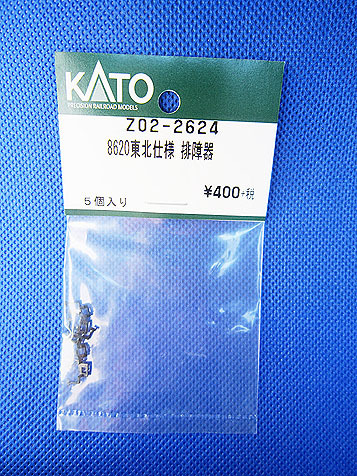 KATO
PRECISION RAILROAD MODELS
Z02-2624
8620東北仕様 排障器
¥400+税
5個入り